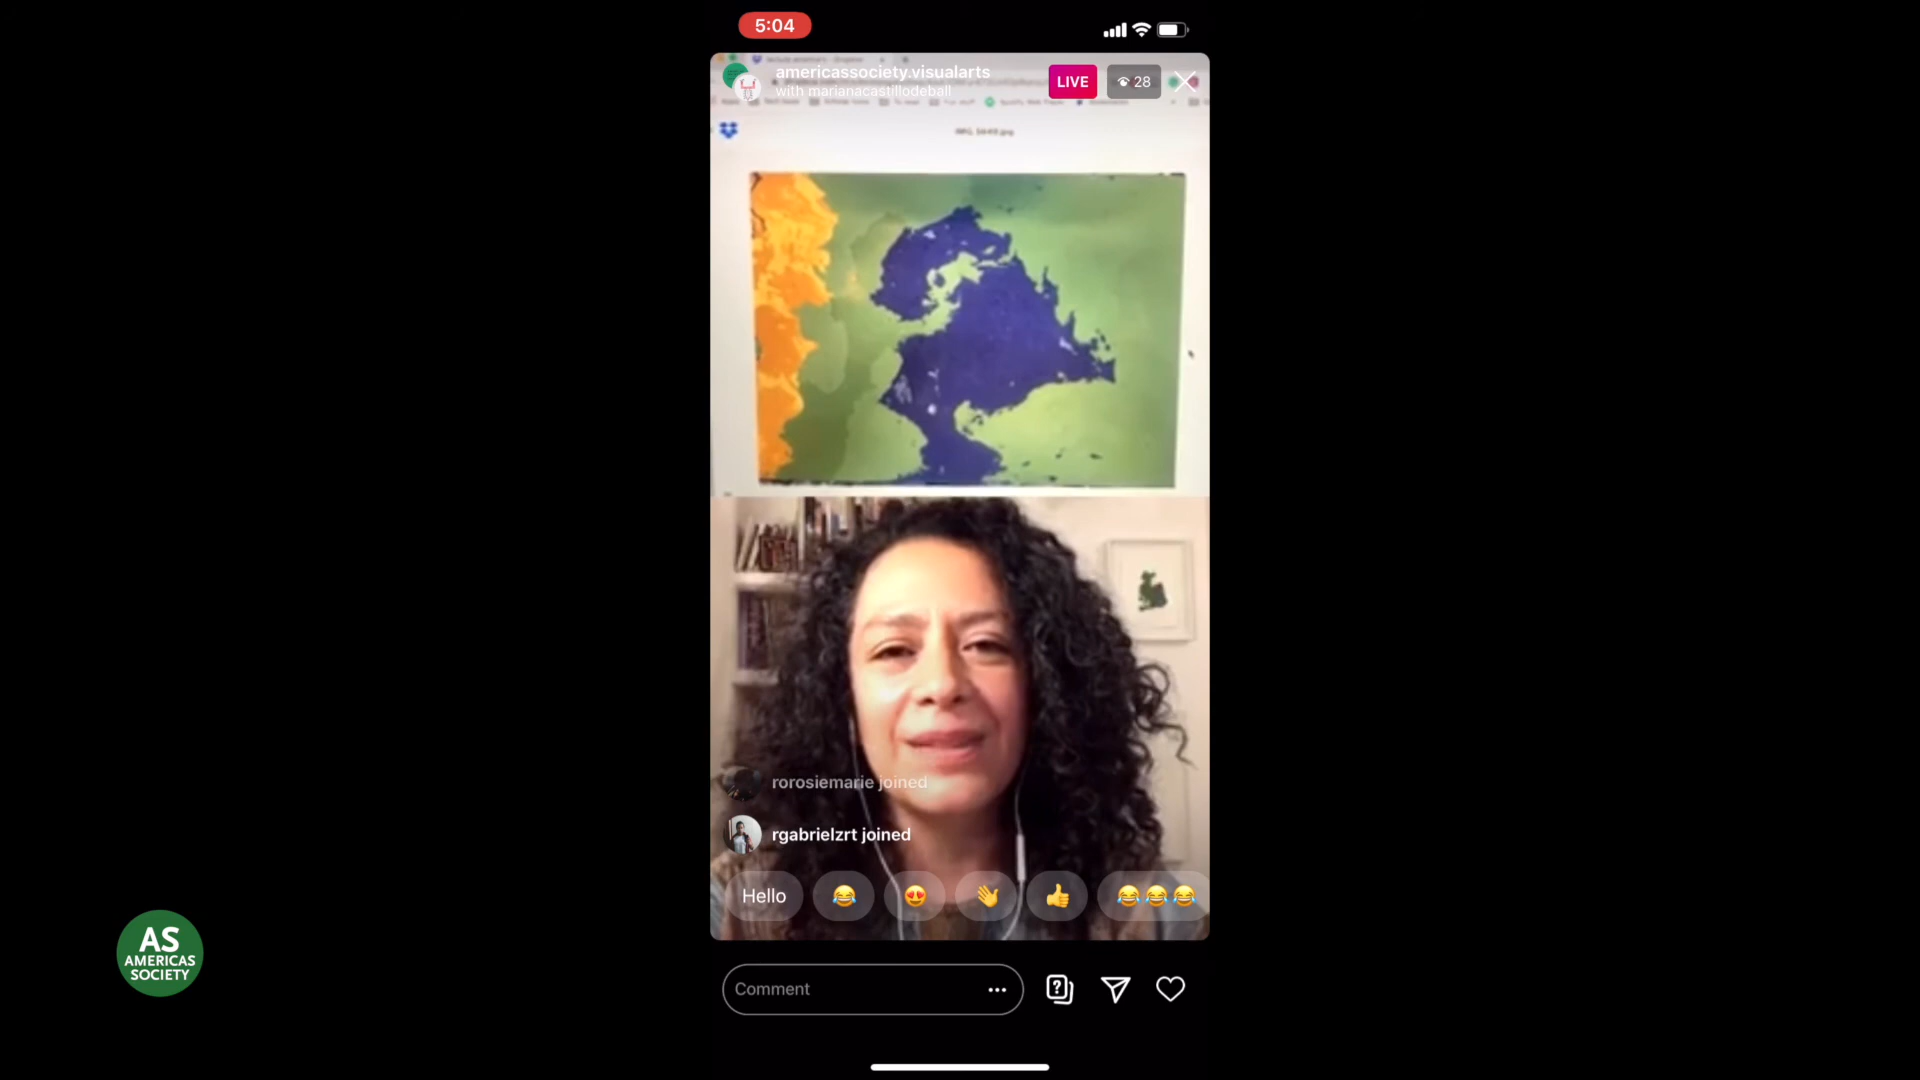 5:04
americassociety.visualarts
with marianacastillodeball
LIVE
28
rorosiemarie joined
rgabrielzrt joined
Hello
AS
AMERICAS
SOCIETY
Comment